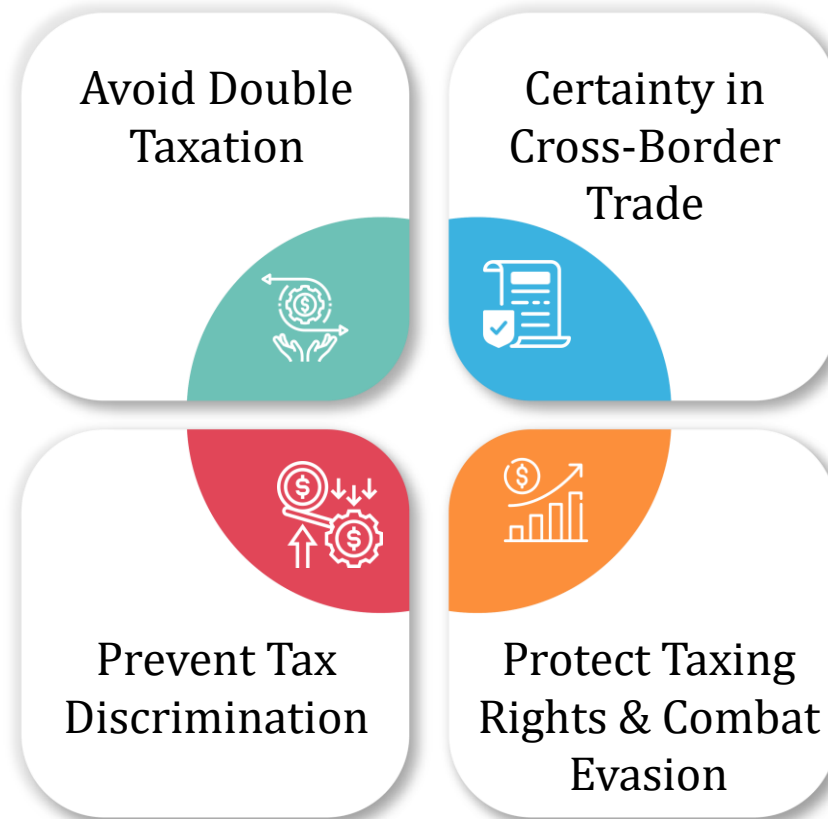 Avoid Double
Taxation
Certainty in
Cross-Border
Trade
Prevent Tax
Discrimination
Protect Taxing
Rights & Combat
Evasion